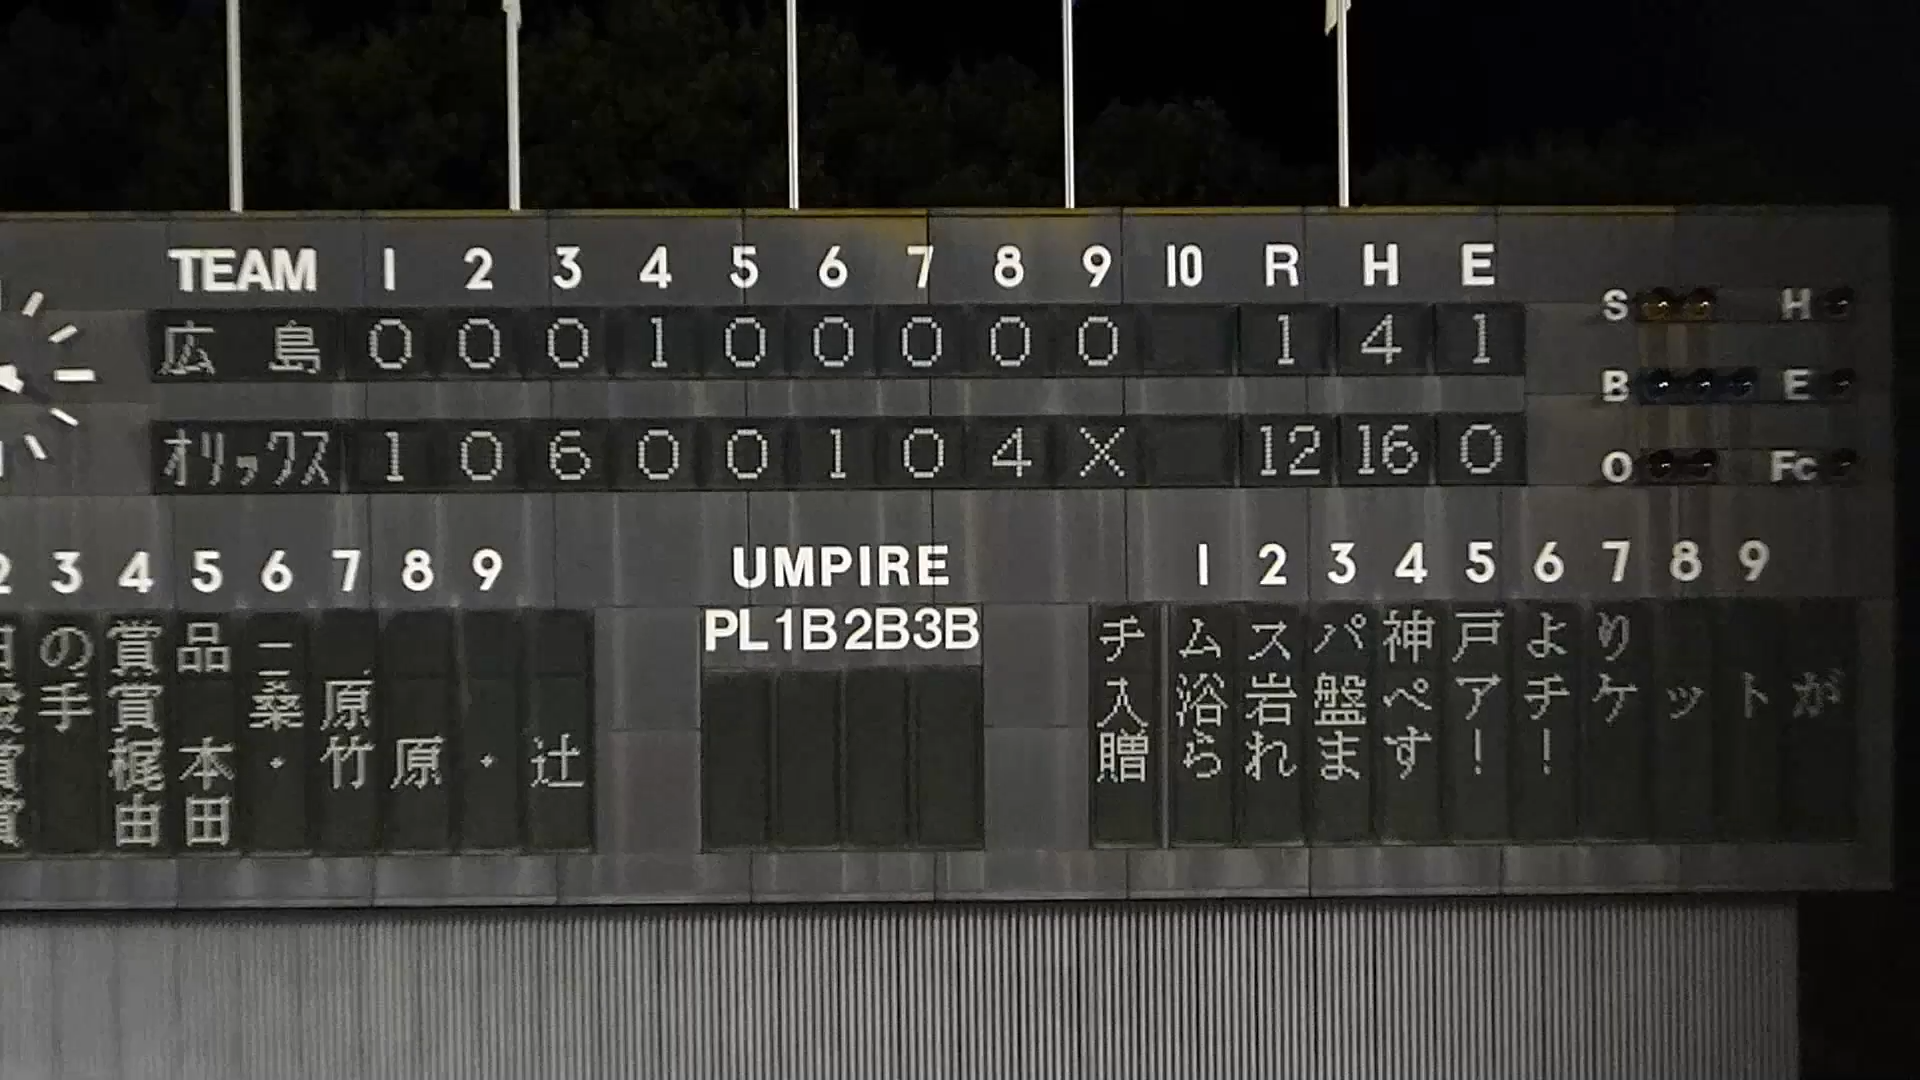 TEAM 1 2 3 4 5 6 7 8 9 10 R H E
広島 0 0 0 1 0 0 0 0 0 1 4 1
オリックス 1 0 6 0 0 1 0 4 X 12 16 0
S H
B E
O Fc
2 3 4 5 6 7 8 9
UMPIRE
1 2 3 4 5 6 7 8 9
PL 1B 2B 3B
の賞品
手賞 桑原
梶本・竹原・辻
由田
チームスパ神戸より
入浴岩盤ペアチケットが
贈られます!!